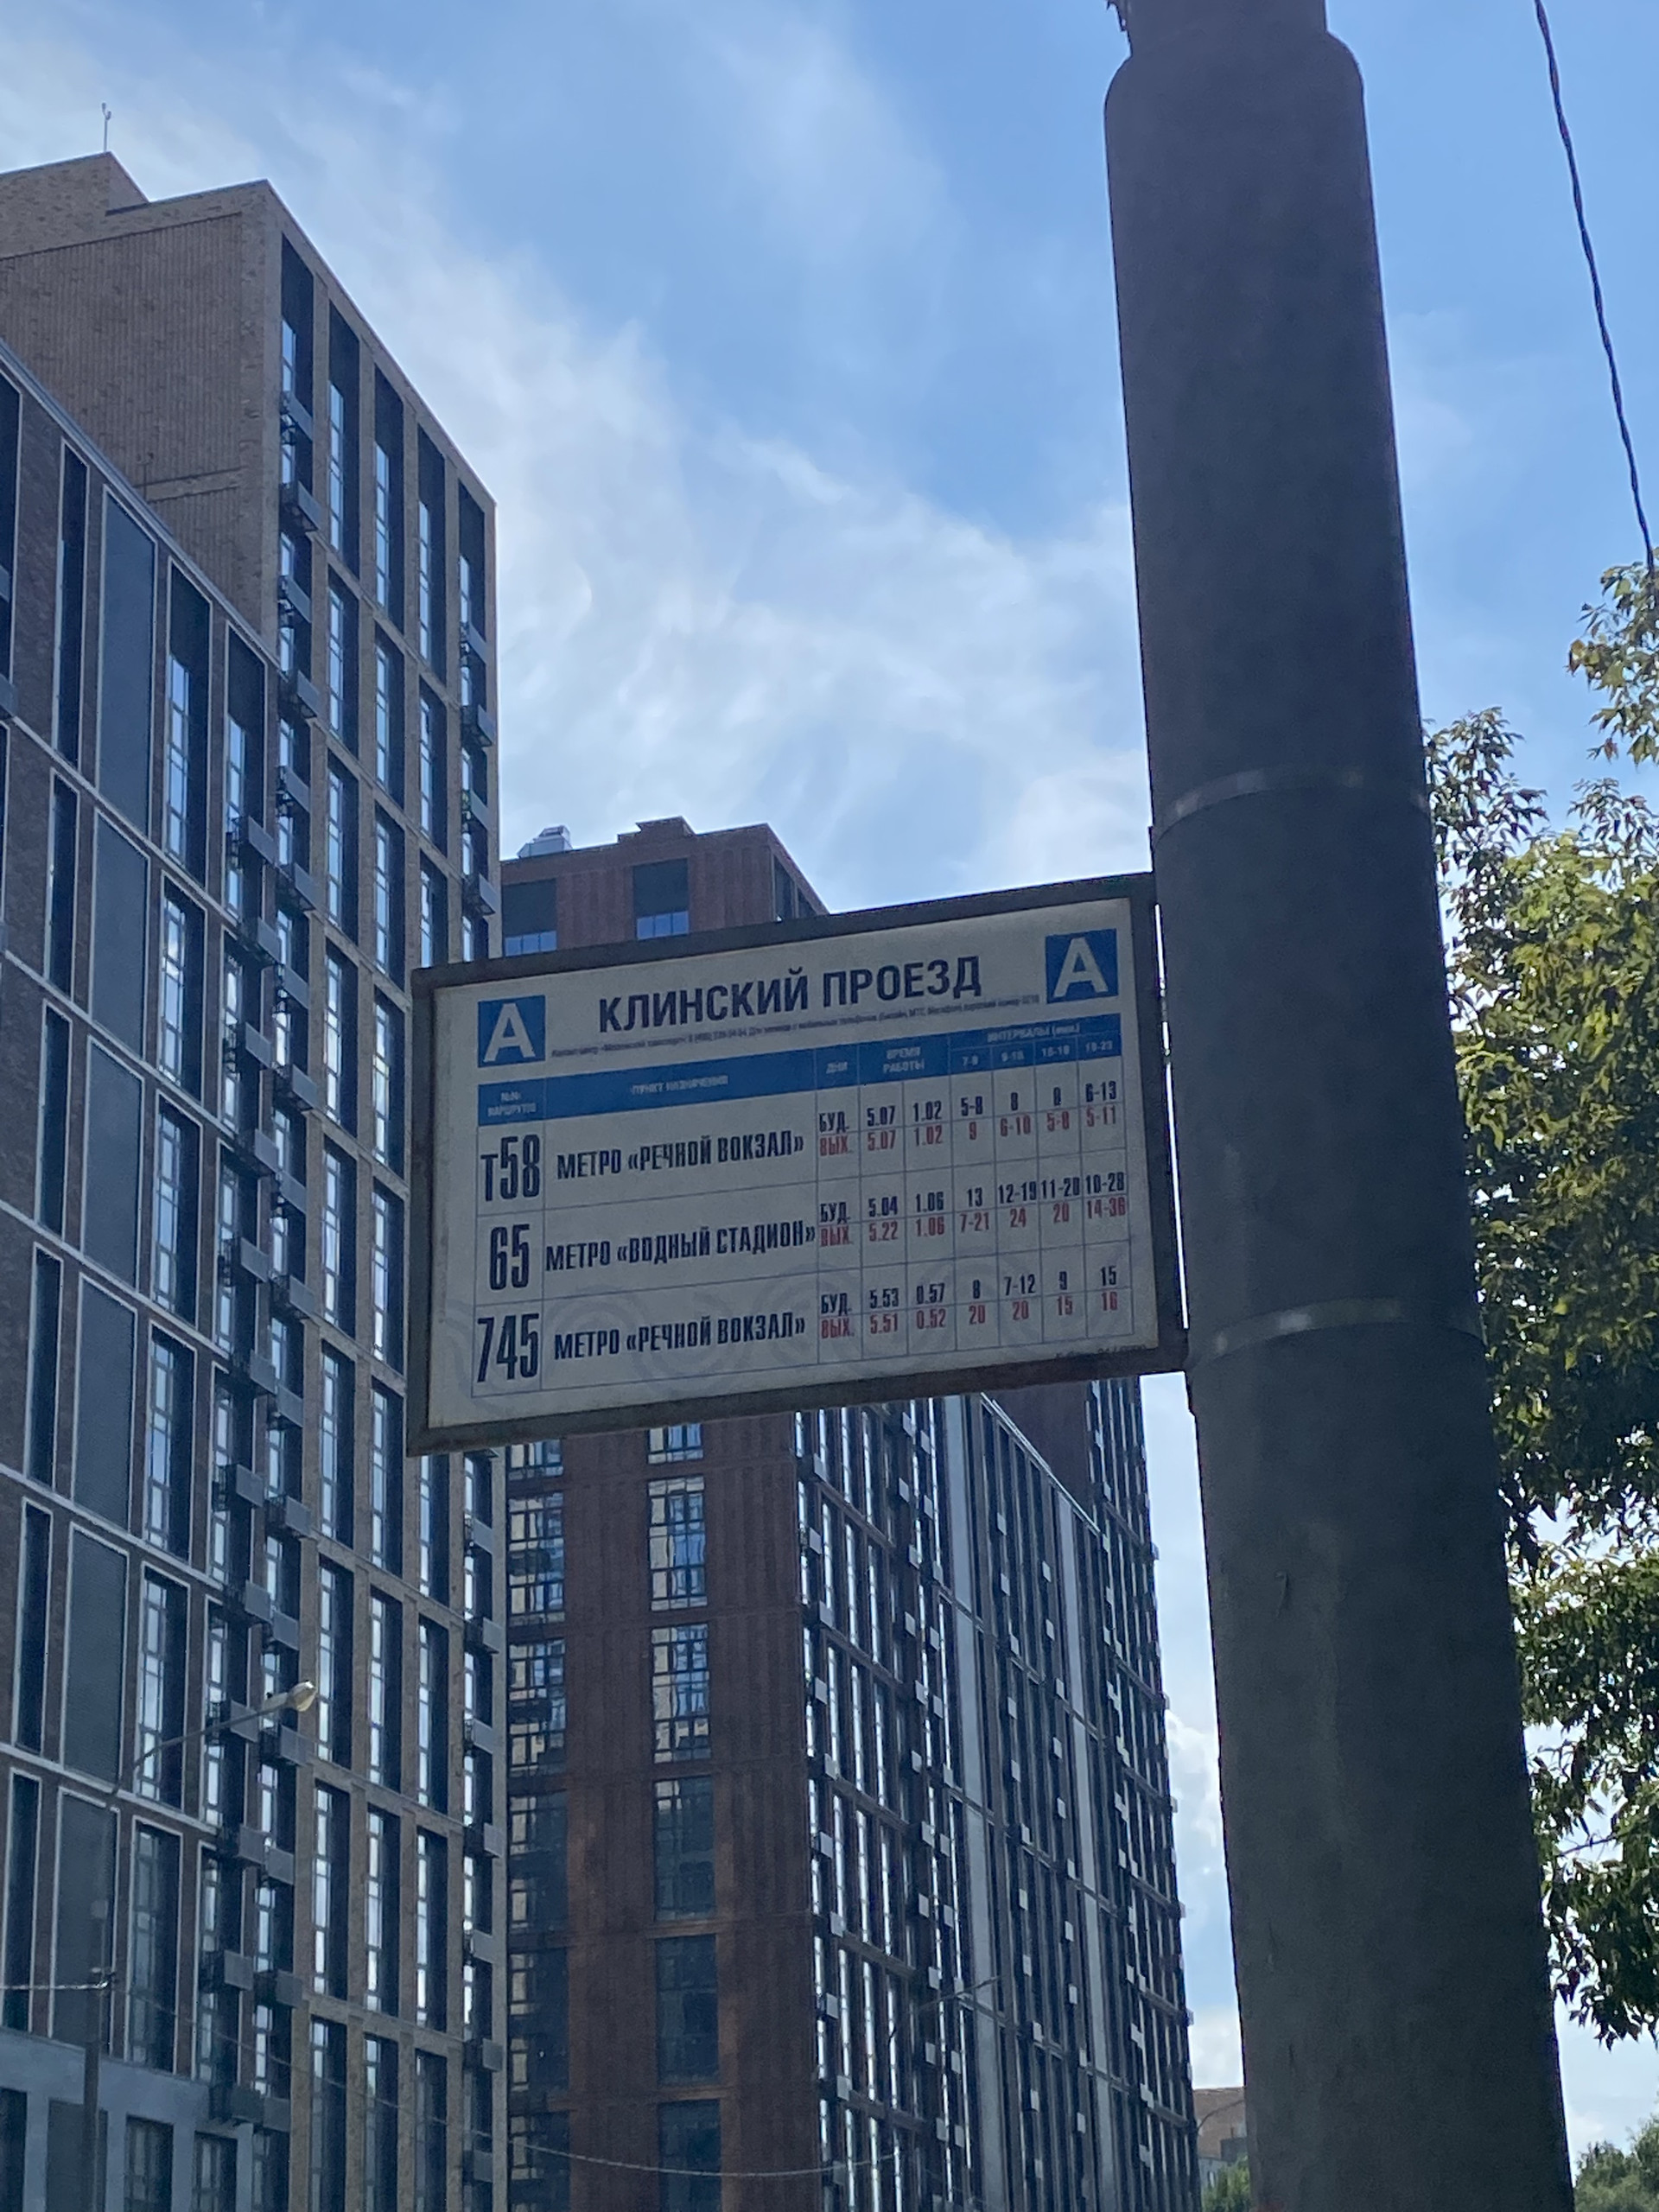 А КЛИНСКИЙ ПРОЕЗД А
№№ МАРШРУТОВ ПУНКТ НАЗНАЧЕНИЯ ДНИ ВРЕМЯ РАБОТЫ ИНТЕРВАЛЫ (мин.)
7-9 9-16 16-19 19-23
Т58 МЕТРО «РЕЧНОЙ ВОКЗАЛ» БУД. 5.07 1.02 5-8 8 8 6-13
ВЫХ. 5.07 1.02 9 6-10 5-8 5-11
65 МЕТРО «ВОДНЫЙ СТАДИОН» БУД. 5.04 1.06 13 12-19 11-20 10-28
ВЫХ. 5.22 1.06 7-21 24 20 14-36
745 МЕТРО «РЕЧНОЙ ВОКЗАЛ» БУД. 5.53 0.57 8 7-12 9 15
ВЫХ. 5.51 0.52 20 20 15 16